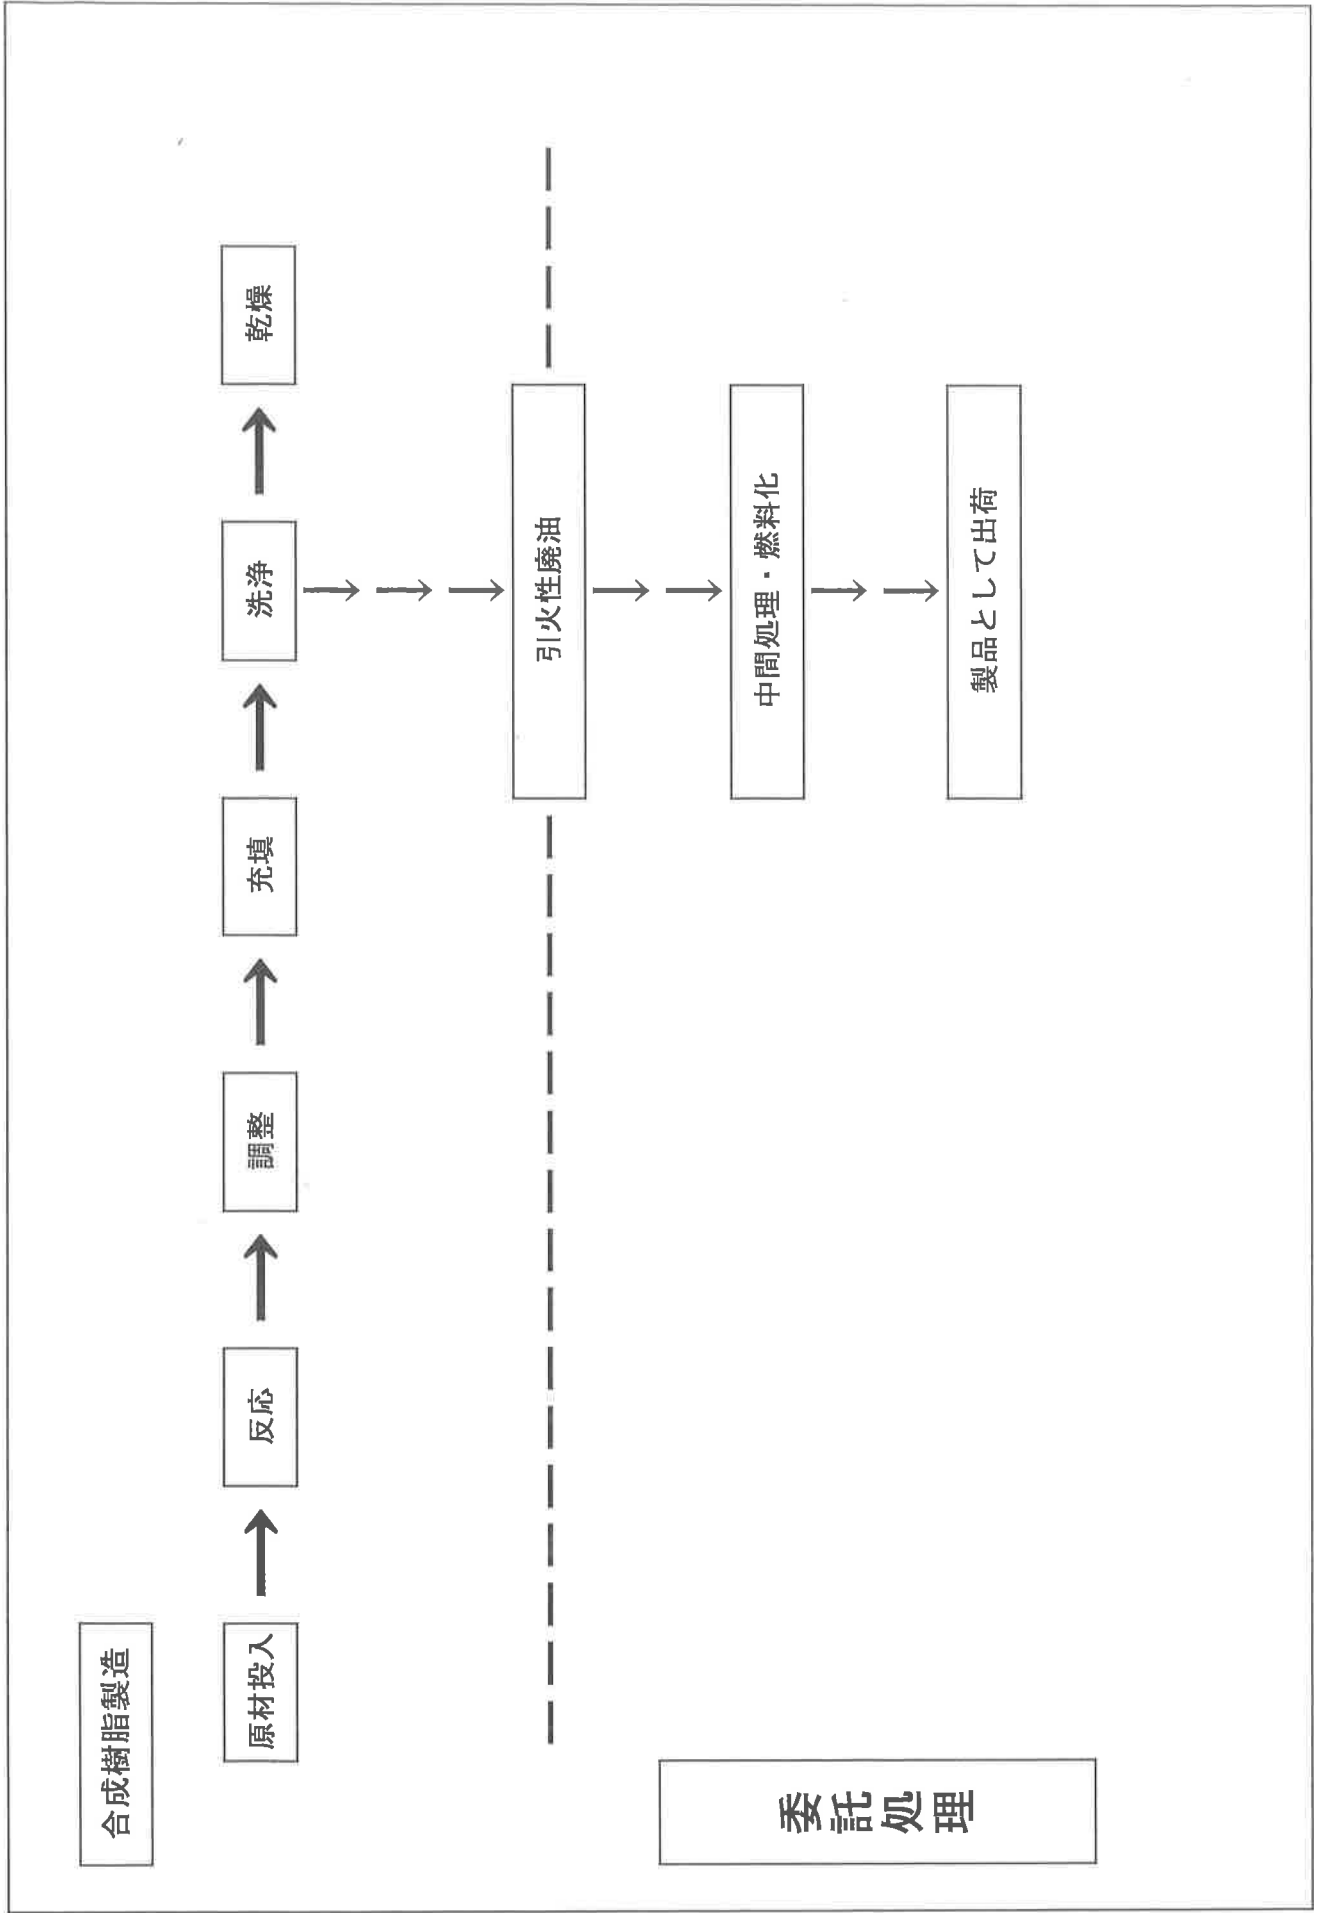 合成樹脂製造
原材投入
反応
調整
充填
洗浄
乾燥
引火性廃油
委託処理
中間処理・燃料化
製品として出荷